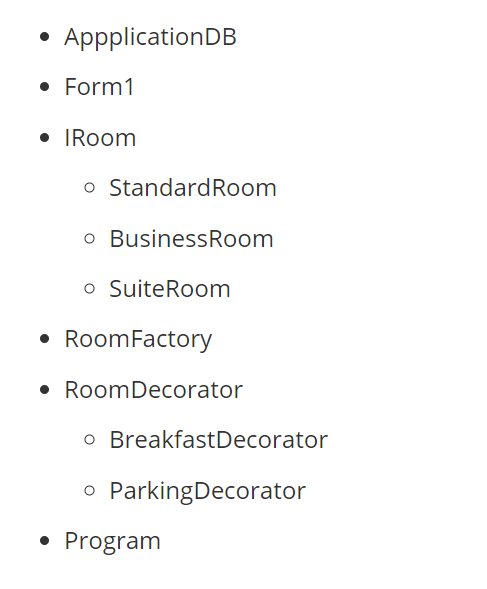 AppplicationDB
Form1
IRoom
StandardRoom
BusinessRoom
SuiteRoom
RoomFactory
RoomDecorator
BreakfastDecorator
ParkingDecorator
Program